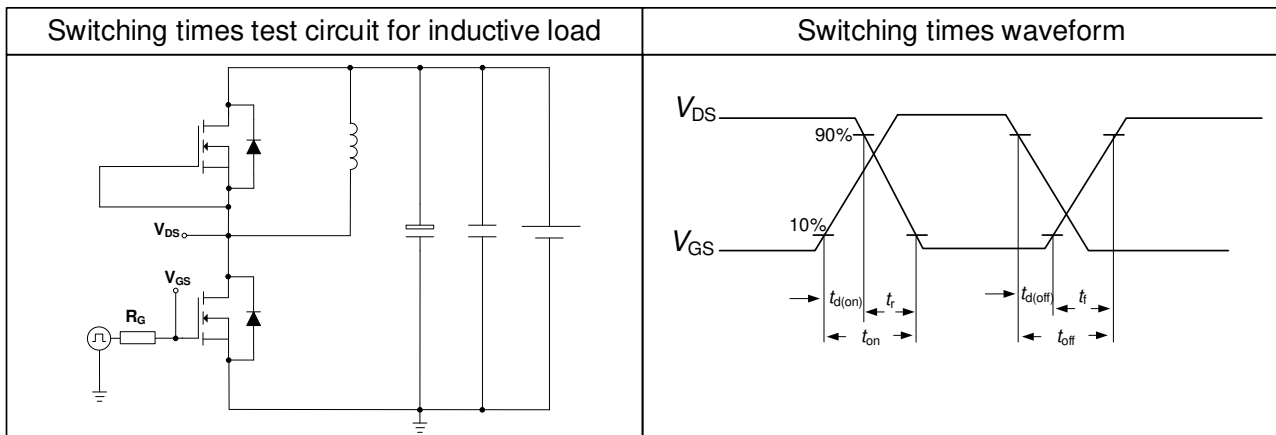 Switching times test circuit for inductive load
Switching times waveform
VDS
VGS
RG
VDS
90%
10%
VGS
td(on)
tr
ton
td(off)
tf
toff